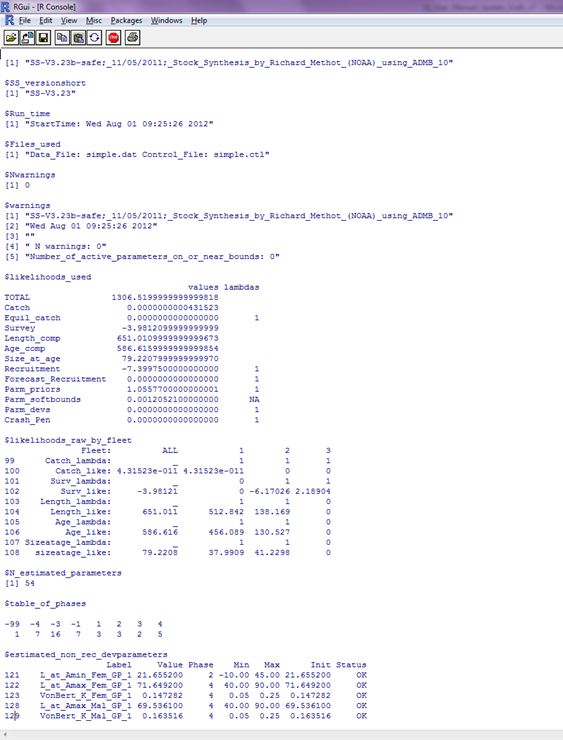 RGui - [R Console]
File Edit View Misc Packages Windows Help
STOP
[1] "SS-V3.23b-safe;_11/05/2011;_Stock_Synthesis_by_Richard_Methot_(NOAA)_using_ADMB_10"
$SS_versionshort
[1] "SS-V3.23"
$Run_time
[1] "StartTime: Wed Aug 01 09:25:26 2012"
$Files_used
[1] "Data_File: simple.dat Control_File: simple.ctl"
$Nwarnings
[1] 0
$warnings
[1] "SS-V3.23b-safe;_11/05/2011;_Stock_Synthesis_by_Richard_Methot_(NOAA)_using_ADMB_10"
[2] "Wed Aug 01 09:25:26 2012"
[3] ""
[4] " N warnings: 0"
[5] "Number_of_active_parameters_on_or_near_bounds: 0"
$likelihoods_used
values lambdas
TOTAL 1306.5199999999999818
Catch 0.0000000000431523
Equil_catch 0.0000000000000000 1
Survey -3.9812099999999999
Length_comp 651.0109999999999673
Age_comp 586.6159999999999854
Size_at_age 79.2207999999999970
Recruitment -7.3997500000000000 1
Forecast_Recruitment 0.0000000000000000 1
Parm_priors 1.0557700000000001 1
Parm_softbounds 0.0012052100000000 NA
Parm_devs 0.0000000000000000 1
Crash_Pen 0.0000000000000000 1
$likelihoods_raw_by_fleet
Fleet: ALL 1 2 3
99 Catch_lambda: _ 1 1 1
100 Catch_like: 4.31523e-011 4.31523e-011 0 0
101 Surv_lambda: _ 0 1 1
102 Surv_like: -3.98121 0 -6.17026 2.18904
103 Length_lambda: _ 1 1 0
104 Length_like: 651.011 512.842 138.169 0
105 Age_lambda: _ 1 1 0
106 Age_like: 586.616 456.089 130.527 0
107 Sizeatage_lambda: _ 1 1 0
108 sizeatage_like: 79.2208 37.9909 41.2298 0
$N_estimated_parameters
[1] 54
$table_of_phases
-99 -4 -3 -1 1 2 3 4
1 7 16 7 3 3 2 5
$estimated_non_rec_devparameters
Label Value Phase Min Max Init Status
121 L_at_Amin_Fem_GP_1 21.655200 2 -10.00 45.00 21.655200 OK
122 L_at_Amax_Fem_GP_1 71.649200 4 40.00 90.00 71.649200 OK
123 VonBert_K_Fem_GP_1 0.147282 4 0.05 0.25 0.147282 OK
128 L_at_Amax_Mal_GP_1 69.536100 4 40.00 90.00 69.536100 OK
129 VonBert_K_Mal_GP_1 0.163516 4 0.05 0.25 0.163516 OK